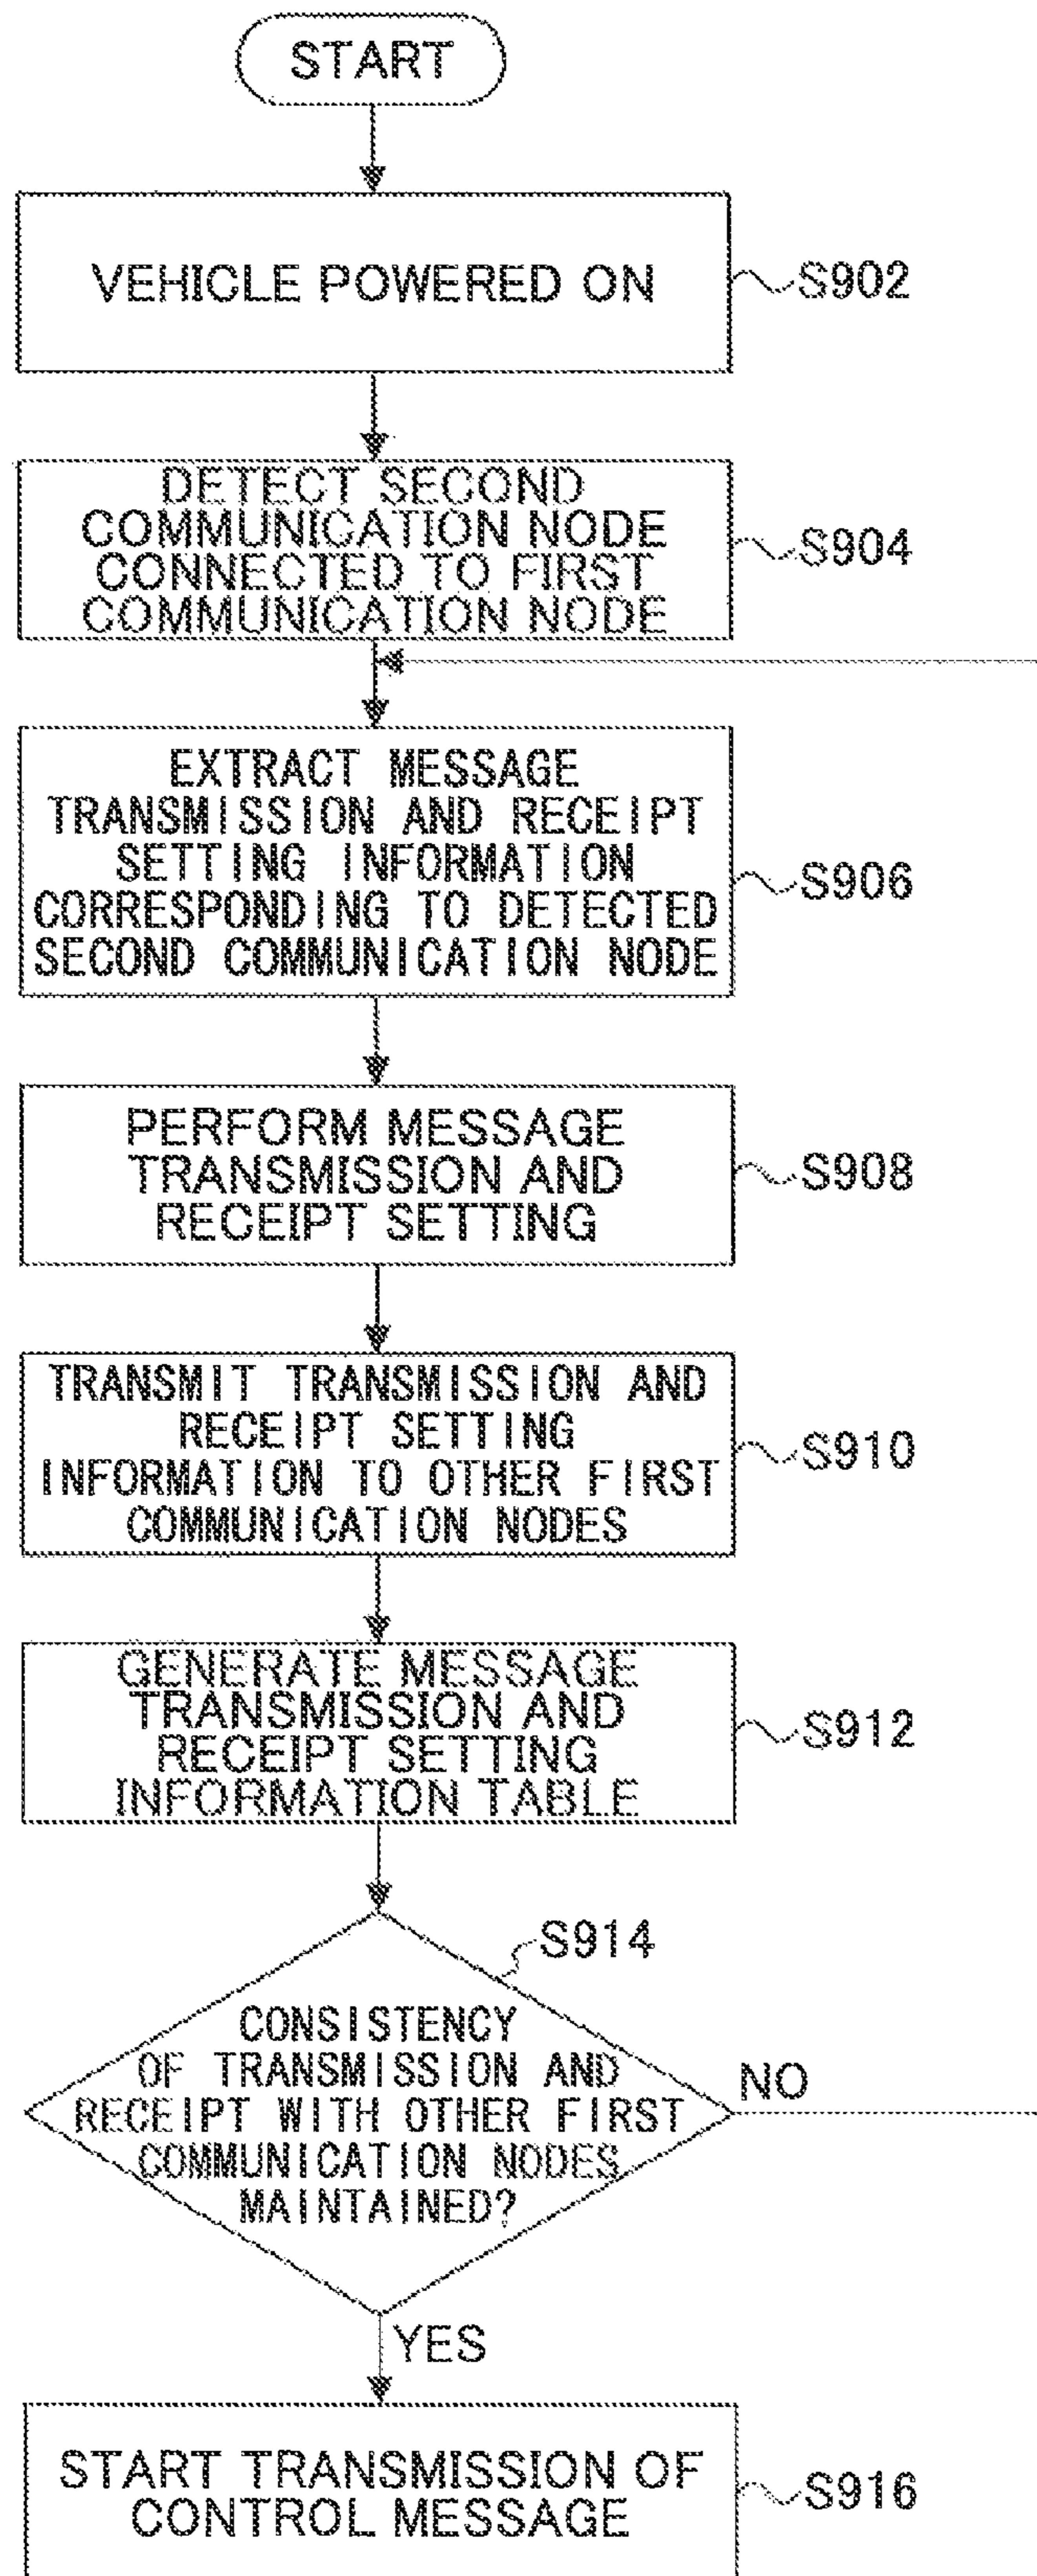 START
VEHICLE POWERED ON
S902
DETECT SECOND
COMMUNICATION NODE
CONNECTED TO FIRST
COMMUNICATION NODE
S904
EXTRACT MESSAGE
TRANSMISSION AND RECEIPT
SETTING INFORMATION
CORRESPONDING TO DETECTED
SECOND COMMUNICATION NODE
S906
PERFORM MESSAGE
TRANSMISSION AND
RECEIPT SETTING
S908
TRANSMIT TRANSMISSION AND
RECEIPT SETTING
INFORMATION TO OTHER FIRST
COMMUNICATION NODES
S910
GENERATE MESSAGE
TRANSMISSION AND
RECEIPT SETTING
INFORMATION TABLE
S912
S914
CONSISTENCY
OF TRANSMISSION AND
RECEIPT WITH OTHER FIRST
COMMUNICATION NODES
MAINTAINED?
NO
YES
START TRANSMISSION OF
CONTROL MESSAGE
S916